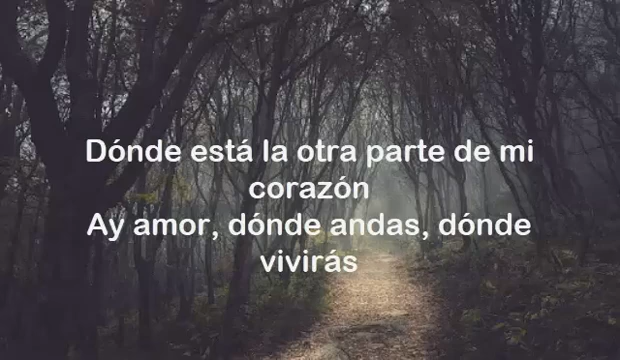 Dónde está la otra parte de mi
corazón
Ay amor, dónde andas, dónde
vivirás